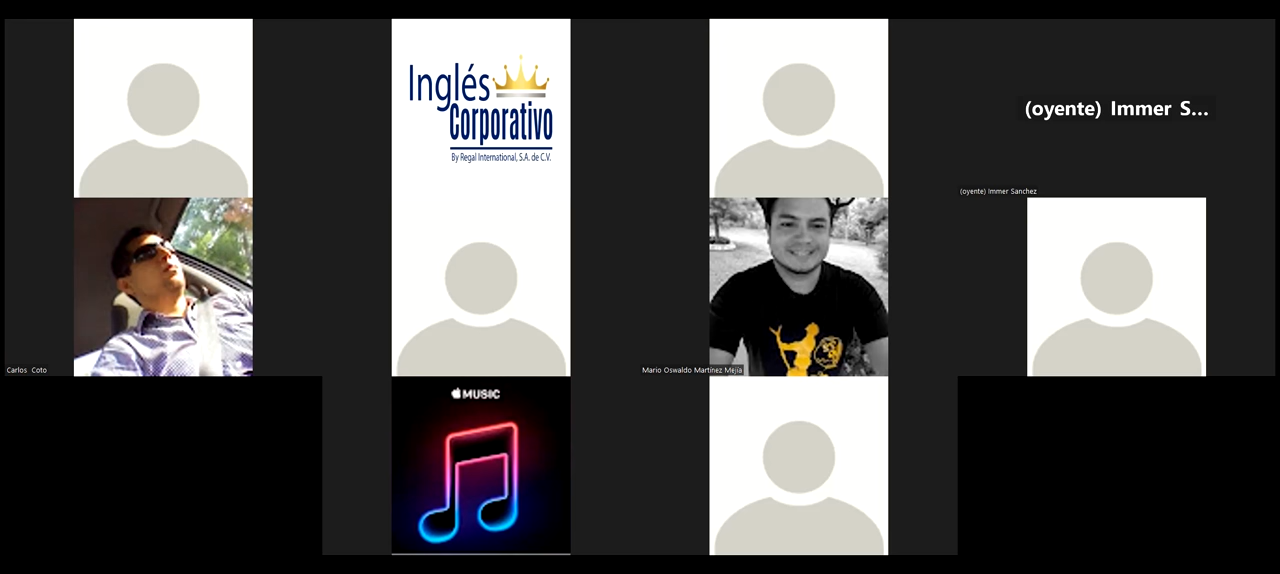 Inglés
Corporativo
By Regal International, S.A. de C.V.
(oyente) Immer S...
(oyente) Immer Sanchez
Carlos Coto
Mario Oswaldo Martínez Mejía
MUSIC